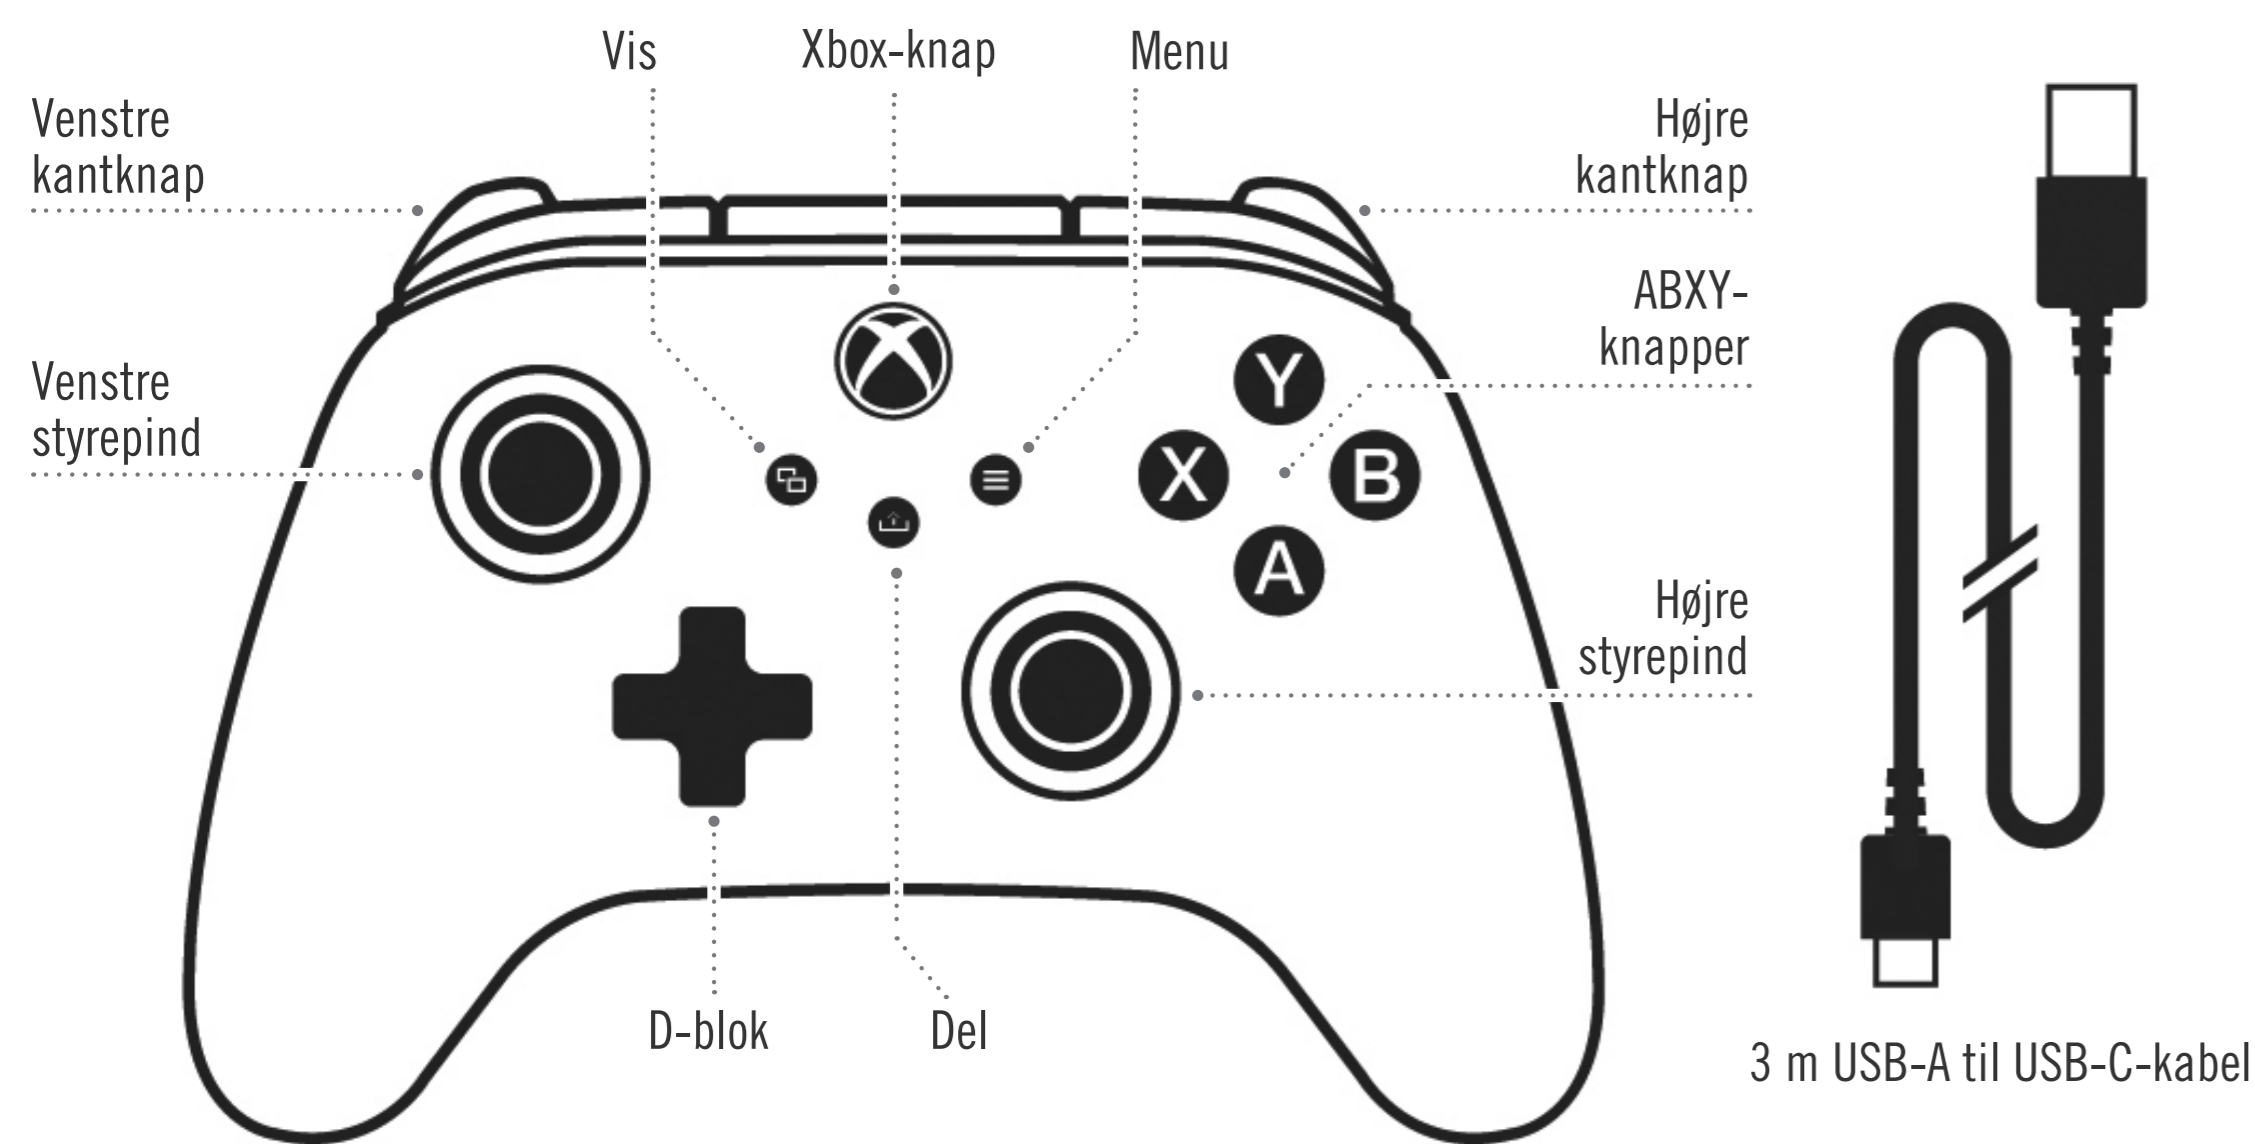 Vis
Xbox-knap
Menu
Venstre
kantknap
Højre
kantknap
ABXY-
knapper
Venstre
styrepind
Y
X
B
A
Højre
styrepind
D-blok
Del
3 m USB-A til USB-C-kabel